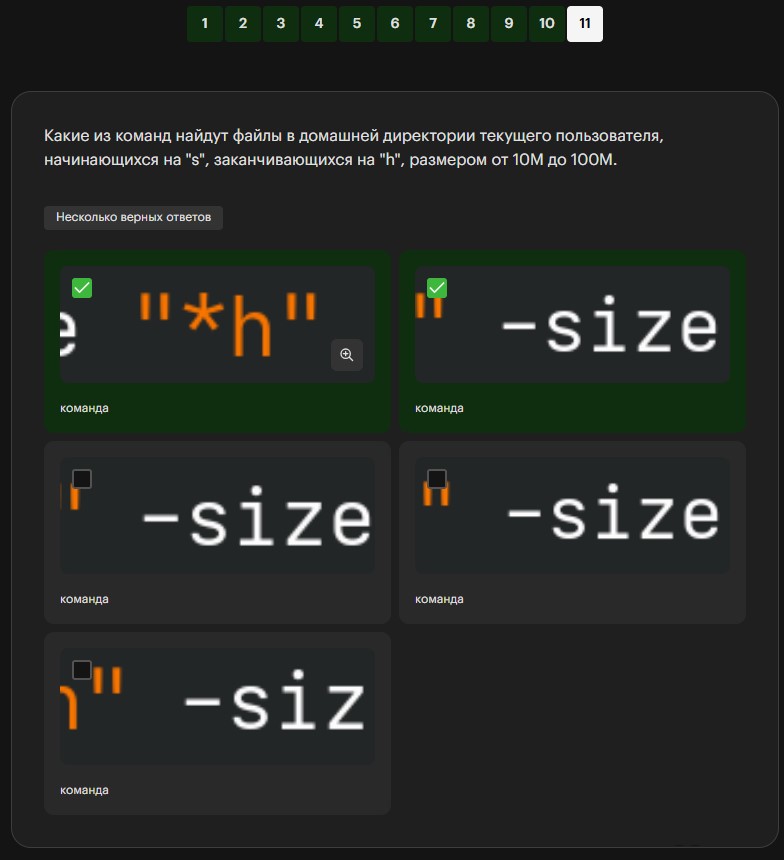 1 2 3 4 5 6 7 8 9 10 11
Какие из команд найдут файлы в домашней директории текущего пользователя,
начинающихся на "s", заканчивающихся на "h", размером от 10М до 100М.
Несколько верных ответов
e "*h"
" -size
команда
команда
" -size
" -size
команда
команда
h" -siz
команда